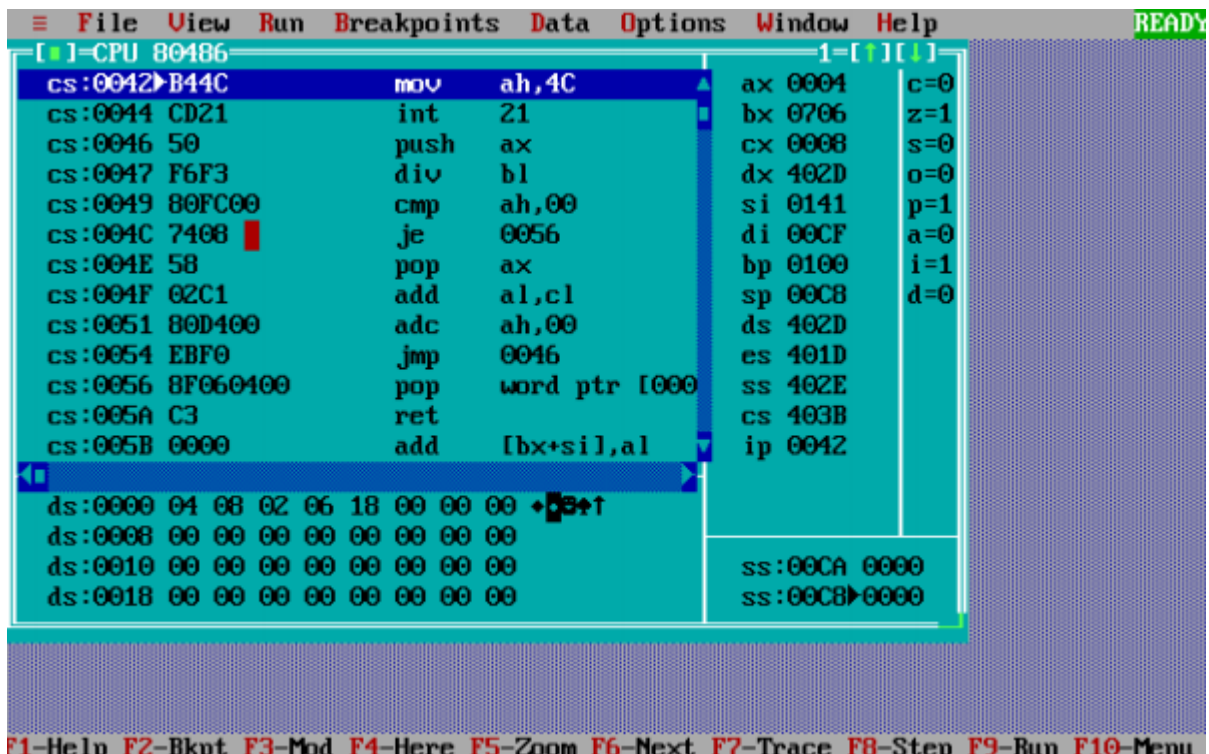 ≡ File View Run Breakpoints Data Options Window Help READY
[■]=CPU 80486 1=[↑][↓]
cs:0042►B44C mov ah,4C ax 0004 c=0
cs:0044 CD21 int 21 bx 0706 z=1
cs:0046 50 push ax cx 0008 s=0
cs:0047 F6F3 div bl dx 402D o=0
cs:0049 80FC00 cmp ah,00 si 0141 p=1
cs:004C 7408 je 0056 di 00CF a=0
cs:004E 58 pop ax bp 0100 i=1
cs:004F 02C1 add al,cl sp 00C8 d=0
cs:0051 80D400 adc ah,00 ds 402D
cs:0054 EBF0 jmp 0046 es 401D
cs:0056 8F060400 pop word ptr [000 ss 402E
cs:005A C3 ret cs 403B
cs:005B 0000 add [bx+si],al ip 0042
ds:0000 04 08 02 06 18 00 00 00 ♦◘☻♠↑
ds:0008 00 00 00 00 00 00 00 00
ds:0010 00 00 00 00 00 00 00 00 ss:00CA 0000
ds:0018 00 00 00 00 00 00 00 00 ss:00C8►0000
F1-Help F2-Bkpt F3-Mod F4-Here F5-Zoom F6-Next F7-Trace F8-Step F9-Run F10-Menu